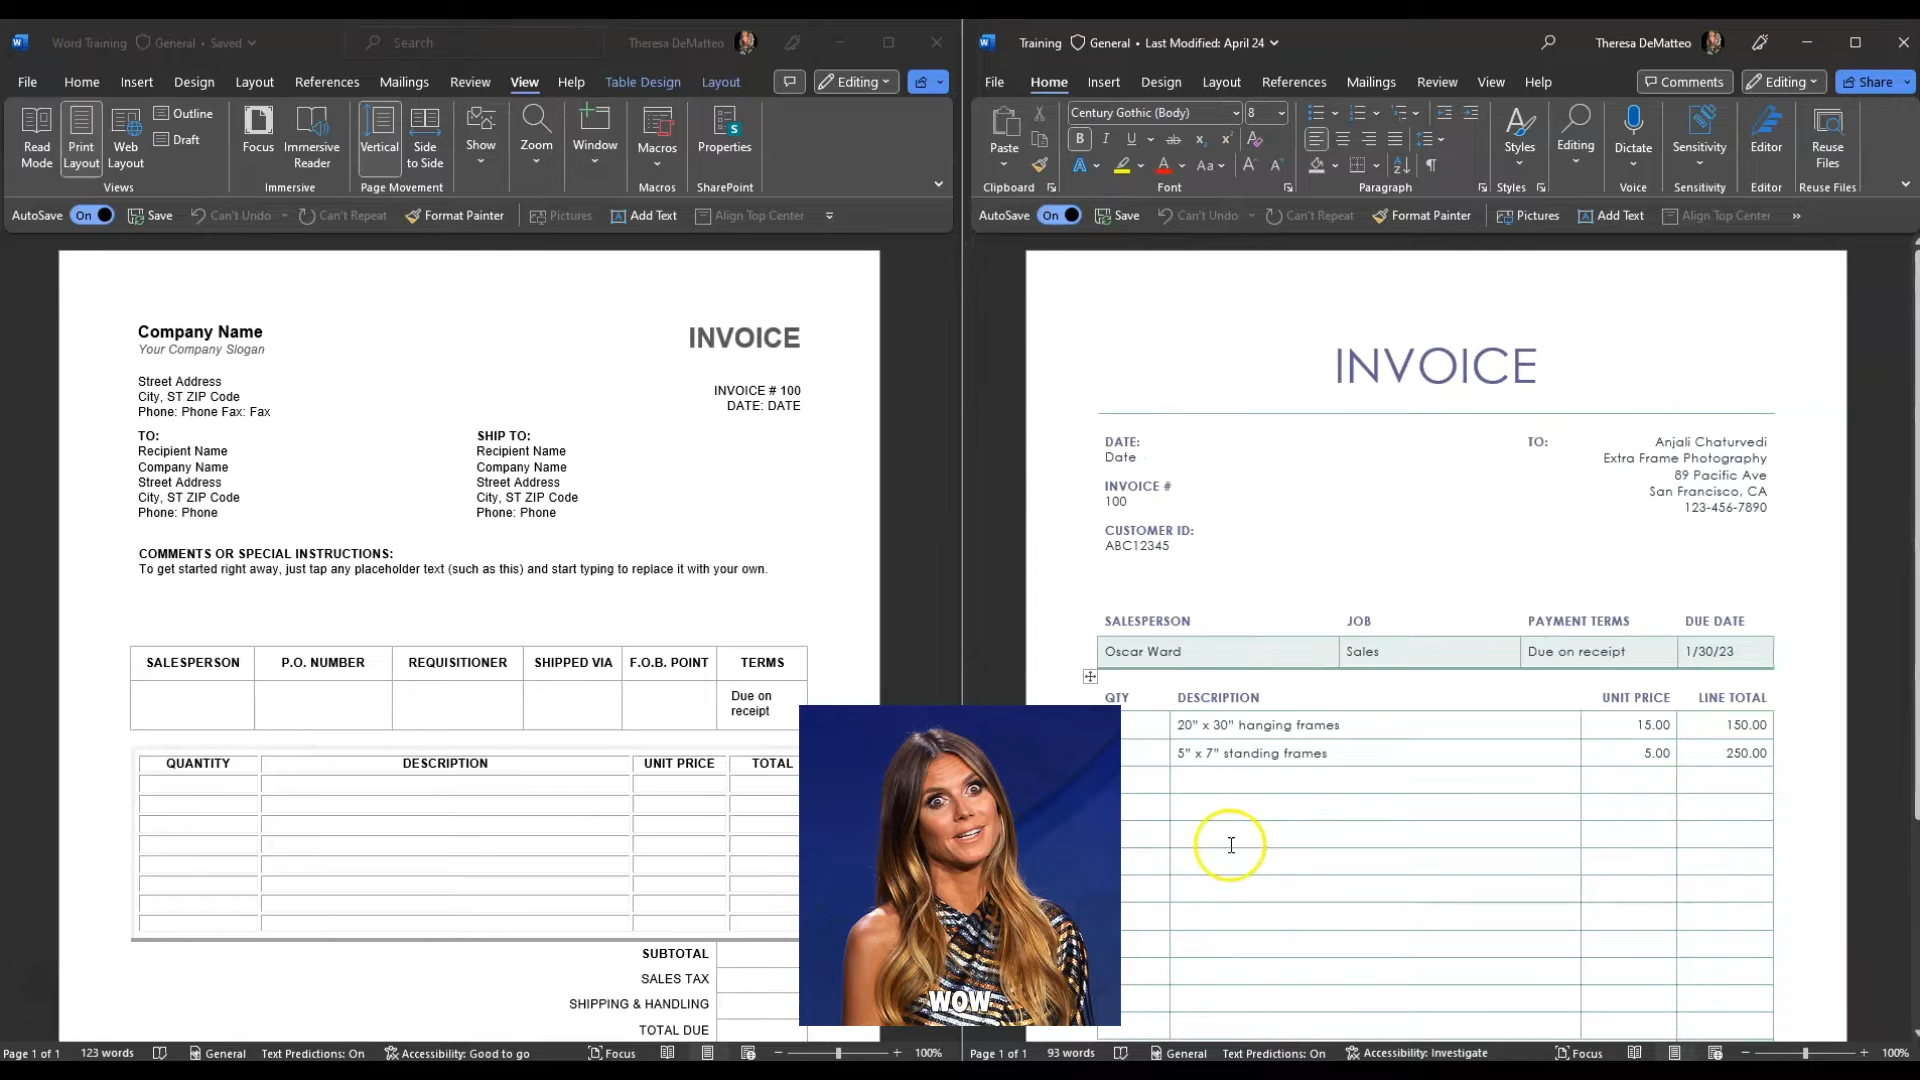 Word Training General • Saved
Search
Theresa DeMatteo
File Home Insert Design Layout References Mailings Review View Help Table Design Layout
Editing
Read Mode
Print Layout
Web Layout
Outline
Draft
Views
Focus
Immersive Reader
Immersive
Vertical
Side to Side
Page Movement
Show
Zoom
Window
Macros
Macros
Properties
SharePoint
AutoSave On Save Can't Undo Can't Repeat Format Painter Pictures Add Text Align Top Center
Company Name
Your Company Slogan
INVOICE
Street Address
City, ST ZIP Code
Phone: Phone Fax: Fax
INVOICE # 100
DATE: DATE
TO:
Recipient Name
Company Name
Street Address
City, ST ZIP Code
Phone: Phone
SHIP TO:
Recipient Name
Company Name
Street Address
City, ST ZIP Code
Phone: Phone
COMMENTS OR SPECIAL INSTRUCTIONS:
To get started right away, just tap any placeholder text (such as this) and start typing to replace it with your own.
SALESPERSON P.O. NUMBER REQUISITIONER SHIPPED VIA F.O.B. POINT TERMS
Due on
receipt
QUANTITY DESCRIPTION UNIT PRICE TOTAL
SUBTOTAL
SALES TAX
SHIPPING & HANDLING
TOTAL DUE
Page 1 of 1 123 words General Text Predictions: On Accessibility: Good to go Focus 100%
WOW
Training General • Last Modified: April 24
Theresa DeMatteo
File Home Insert Design Layout References Mailings Review View Help
Comments Editing Share
Paste
Clipboard
Century Gothic (Body) 8
B I U ab x₂ x²
A A Aa A A
Font
Paragraph
Styles
Styles
Editing
Dictate
Voice
Sensitivity
Sensitivity
Editor
Editor
Reuse Files
Reuse Files
AutoSave On Save Can't Undo Can't Repeat Format Painter Pictures Add Text Align Top Center
INVOICE
DATE:
Date
INVOICE #
100
CUSTOMER ID:
ABC12345
TO:
Anjali Chaturvedi
Extra Frame Photography
89 Pacific Ave
San Francisco, CA
123-456-7890
SALESPERSON JOB PAYMENT TERMS DUE DATE
Oscar Ward Sales Due on receipt 1/30/23
QTY DESCRIPTION UNIT PRICE LINE TOTAL
20" x 30" hanging frames 15.00 150.00
5" x 7" standing frames 5.00 250.00
Page 1 of 1 93 words General Text Predictions: On Accessibility: Investigate Focus 100%